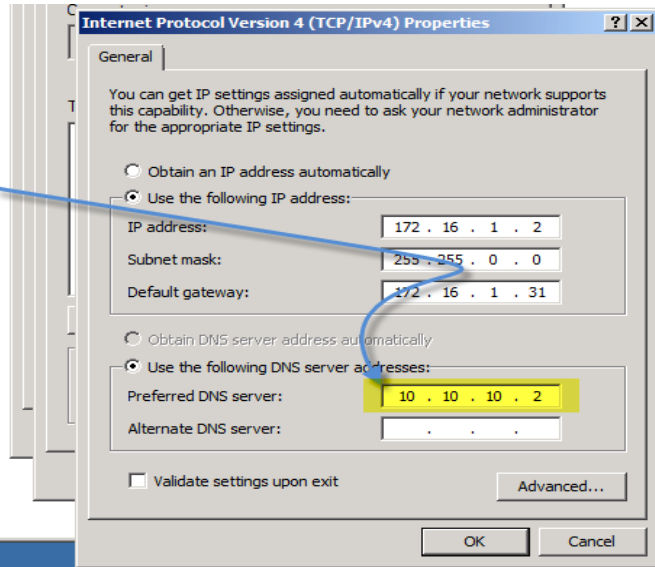 Internet Protocol Version 4 (TCP/IPv4) Properties
General
You can get IP settings assigned automatically if your network supports
this capability. Otherwise, you need to ask your network administrator
for the appropriate IP settings.
Obtain an IP address automatically
Use the following IP address:
IP address: 172 . 16 . 1 . 2
Subnet mask: 255 . 255 . 0 . 0
Default gateway: 172 . 16 . 1 . 31
Obtain DNS server address automatically
Use the following DNS server addresses:
Preferred DNS server: 10 . 10 . 10 . 2
Alternate DNS server: . . .
Validate settings upon exit
Advanced...
OK Cancel